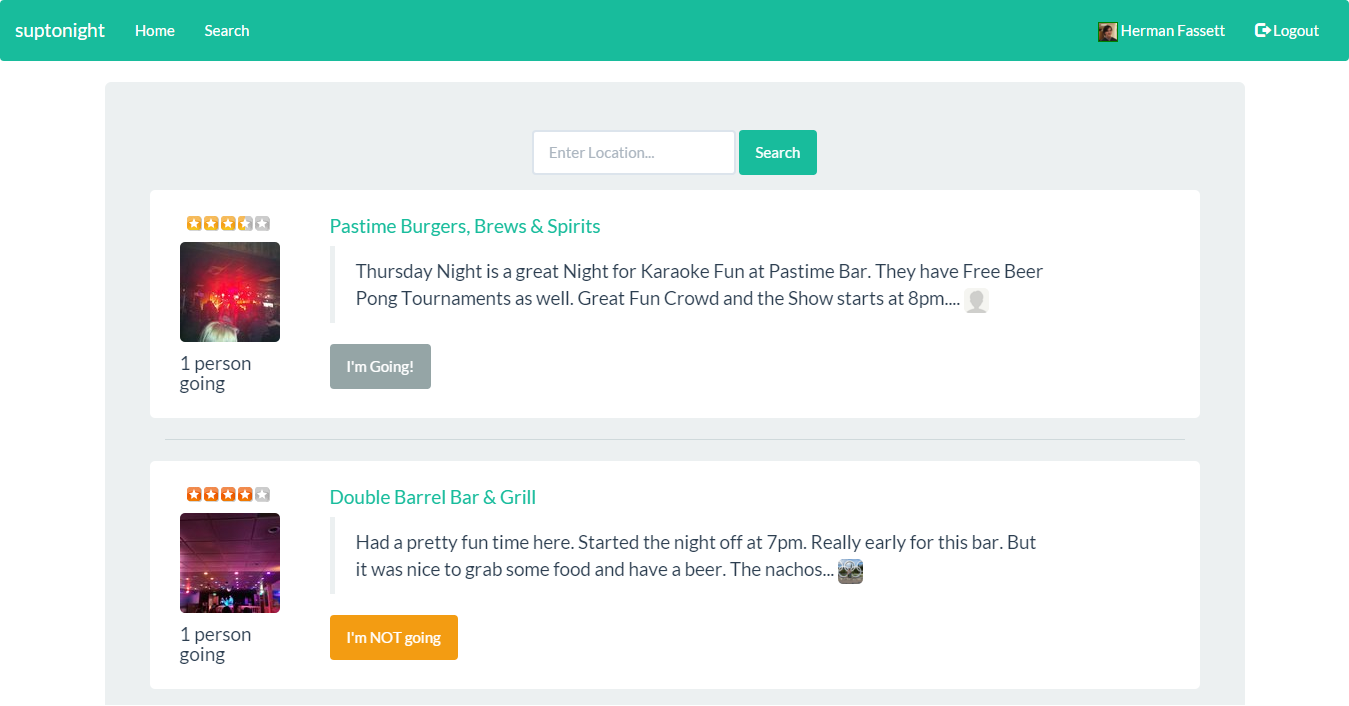 suptonight Home Search Herman Fassett Logout
Enter Location... Search
Pastime Burgers, Brews & Spirits
Thursday Night is a great Night for Karaoke Fun at Pastime Bar. They have Free Beer
Pong Tournaments as well. Great Fun Crowd and the Show starts at 8pm....
1 person
going
I'm Going!
Double Barrel Bar & Grill
Had a pretty fun time here. Started the night off at 7pm. Really early for this bar. But
it was nice to grab some food and have a beer. The nachos...
1 person
going
I'm NOT going